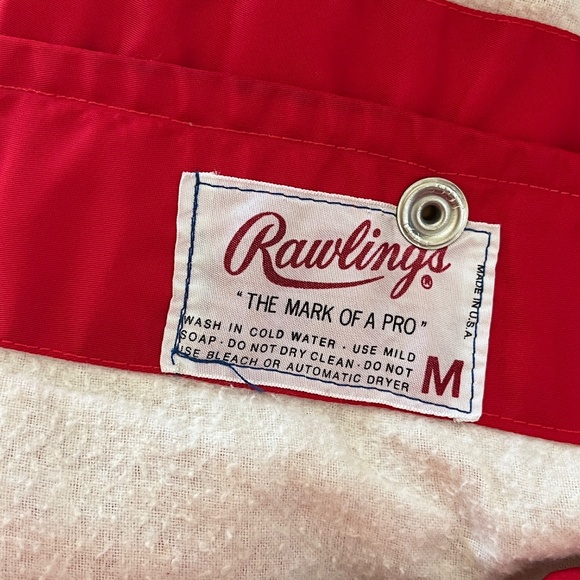 Rawlings®
"THE MARK OF A PRO"
WASH IN COLD WATER · USE MILD
SOAP · DO NOT DRY CLEAN · DO NOT
USE BLEACH OR AUTOMATIC DRYER
M
MADE IN U.S.A.